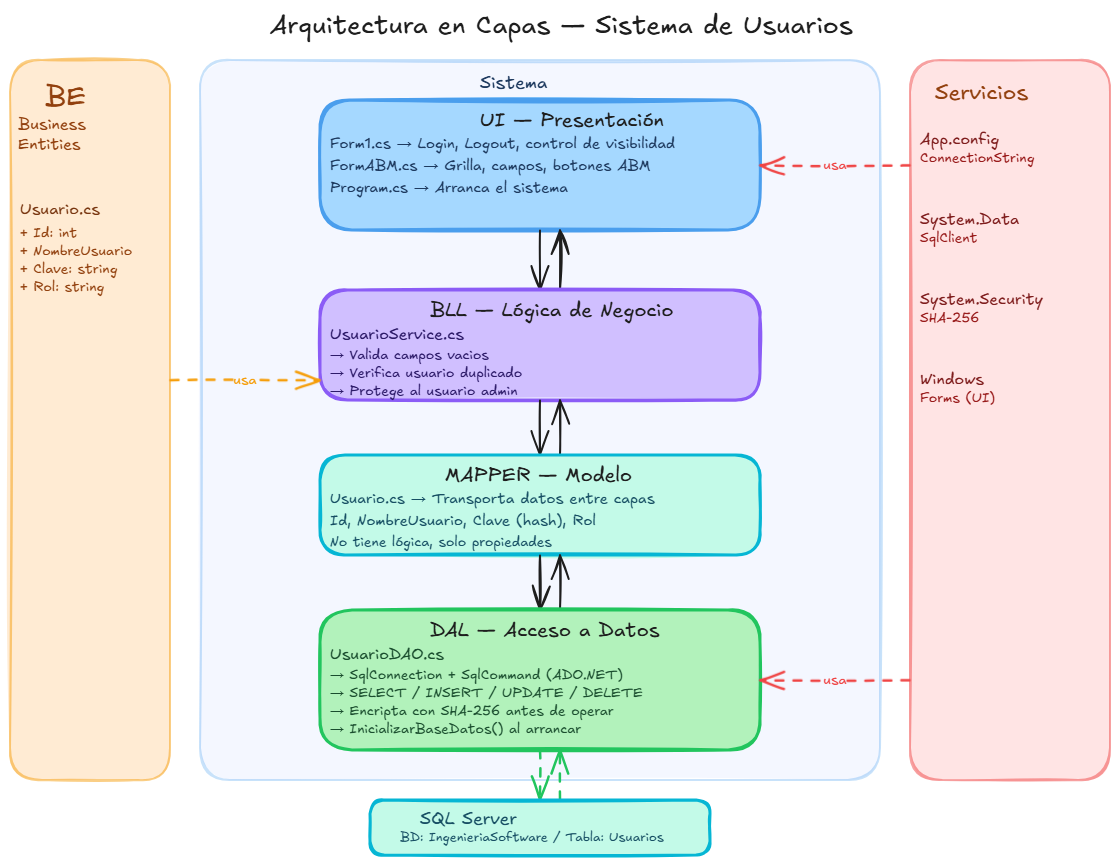 Arquitectura en Capas — Sistema de Usuarios
BE
Business
Entities
Usuario.cs
+ Id: int
+ NombreUsuario
+ Clave: string
+ Rol: string
usa
Sistema
UI — Presentación
Form1.cs → Login, Logout, control de visibilidad
FormABM.cs → Grilla, campos, botones ABM
Program.cs → Arranca el sistema
BLL — Lógica de Negocio
UsuarioService.cs
→ Valida campos vacios
→ Verifica usuario duplicado
→ Protege al usuario admin
MAPPER — Modelo
Usuario.cs → Transporta datos entre capas
Id, NombreUsuario, Clave (hash), Rol
No tiene lógica, solo propiedades
DAL — Acceso a Datos
UsuarioDAO.cs
→ SqlConnection + SqlCommand (ADO.NET)
→ SELECT / INSERT / UPDATE / DELETE
→ Encripta con SHA-256 antes de operar
→ InicializarBaseDatos() al arrancar
SQL Server
BD: IngenieriaSoftware / Tabla: Usuarios
usa
usa
Servicios
App.config
ConnectionString
System.Data
SqlClient
System.Security
SHA-256
Windows
Forms (UI)